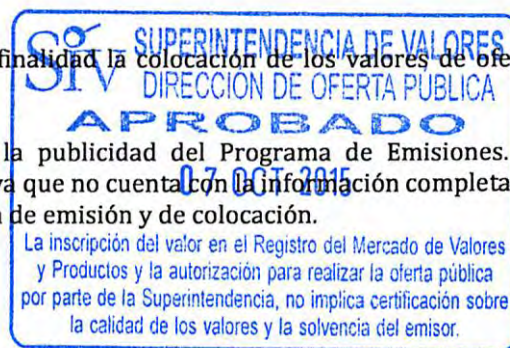 SUPERINTENDENCIA DE VALORES
finalidad la colocación de los valores de ofe
SIV
DIRECCIÓN DE OFERTA PUBLICA
APROBADO
la publicidad del Programa de Emisiones.
va que no cuenta con la información completa
07 OCT 2015
de emisión y de colocación.
La inscripción del valor en el Registro del Mercado de Valores
y Productos y la autorización para realizar la oferta pública
por parte de la Superintendencia, no implica certificación sobre
la calidad de los valores y la solvencia del emisor.